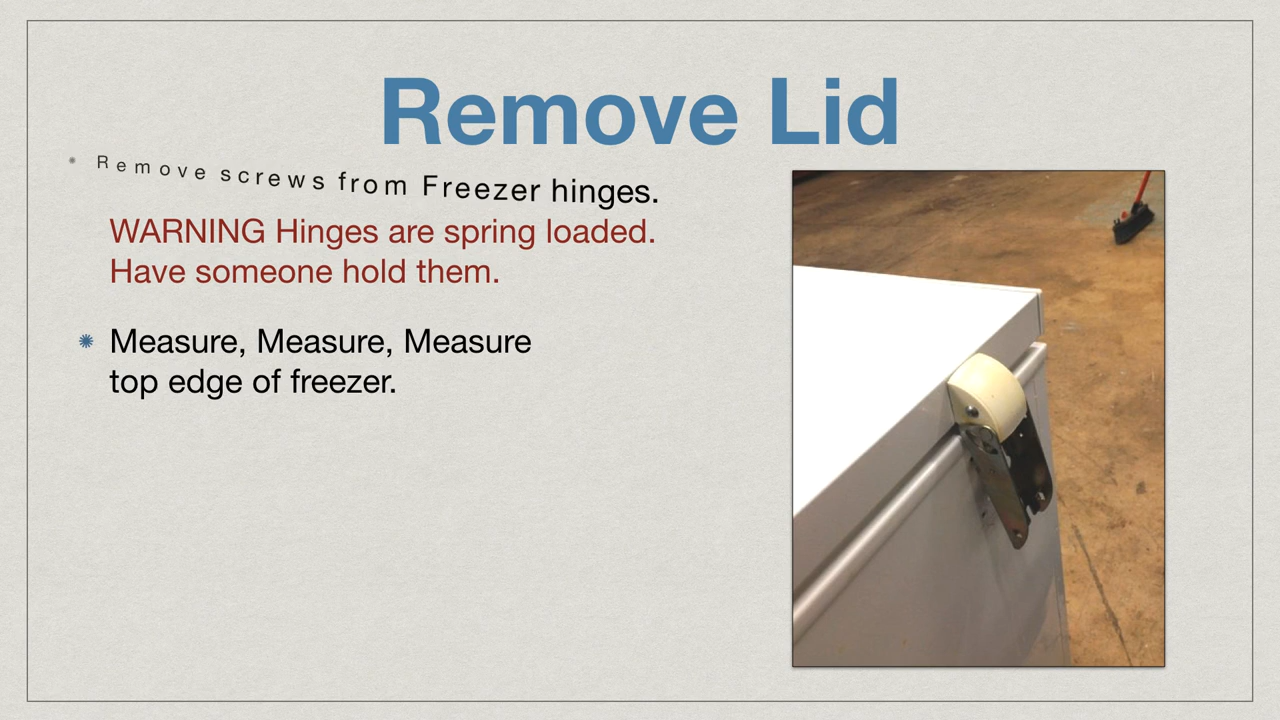 Remove Lid
Remove screws from Freezer hinges.
WARNING Hinges are spring loaded.
Have someone hold them.
Measure, Measure, Measure
top edge of freezer.